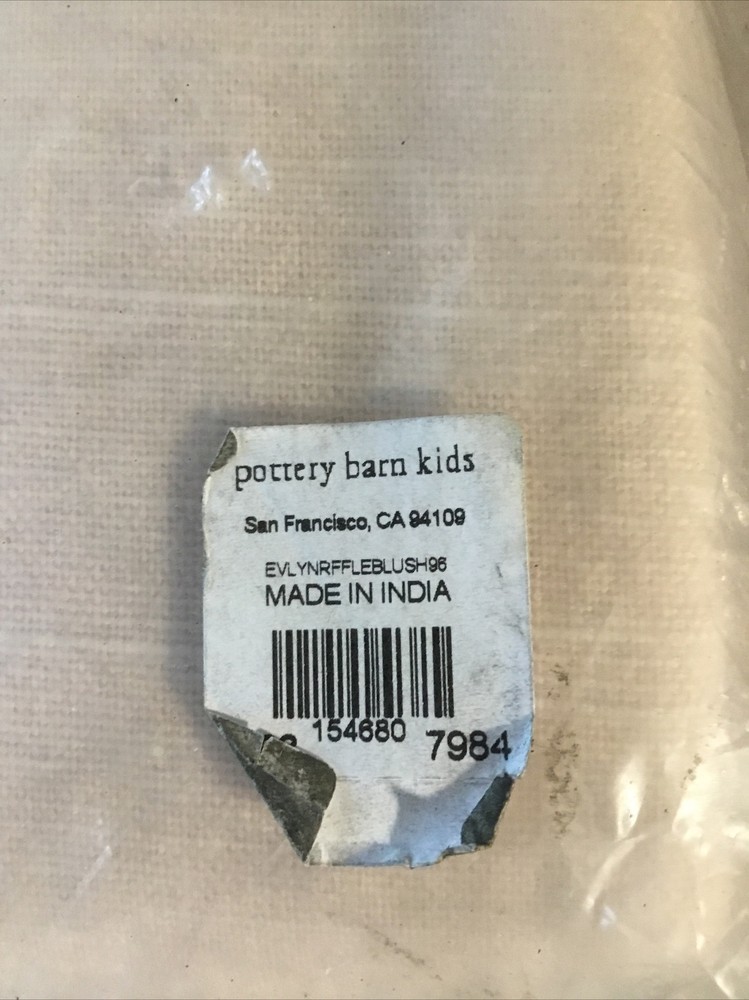 pottery barn kids
San Francisco, CA 94109
EVLYNRFFLEBLUSH96
MADE IN INDIA
154680 7984